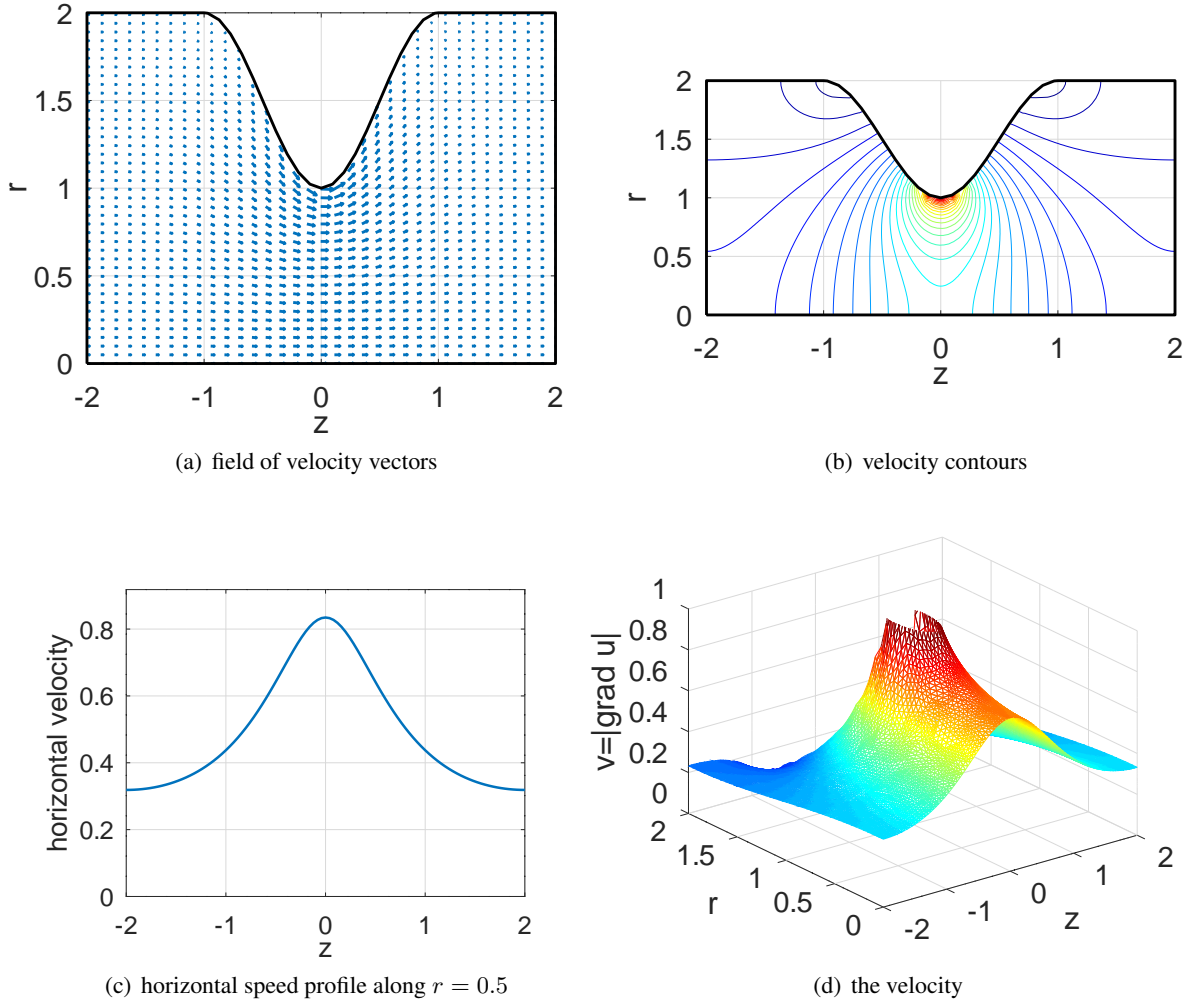 2
1.5
1
0.5
0
r
-2 -1 0 1 2
z
(a) field of velocity vectors
2
1.5
1
0.5
0
r
-2 -1 0 1 2
z
(b) velocity contours
0.8
0.6
0.4
0.2
0
horizontal velocity
-2 -1 0 1 2
z
(c) horizontal speed profile along r = 0.5
1
0.8
0.6
0.4
0.2
0
v=|grad u|
2
1.5
1
0.5
0
r
-2
-1
0
1
2
z
(d) the velocity